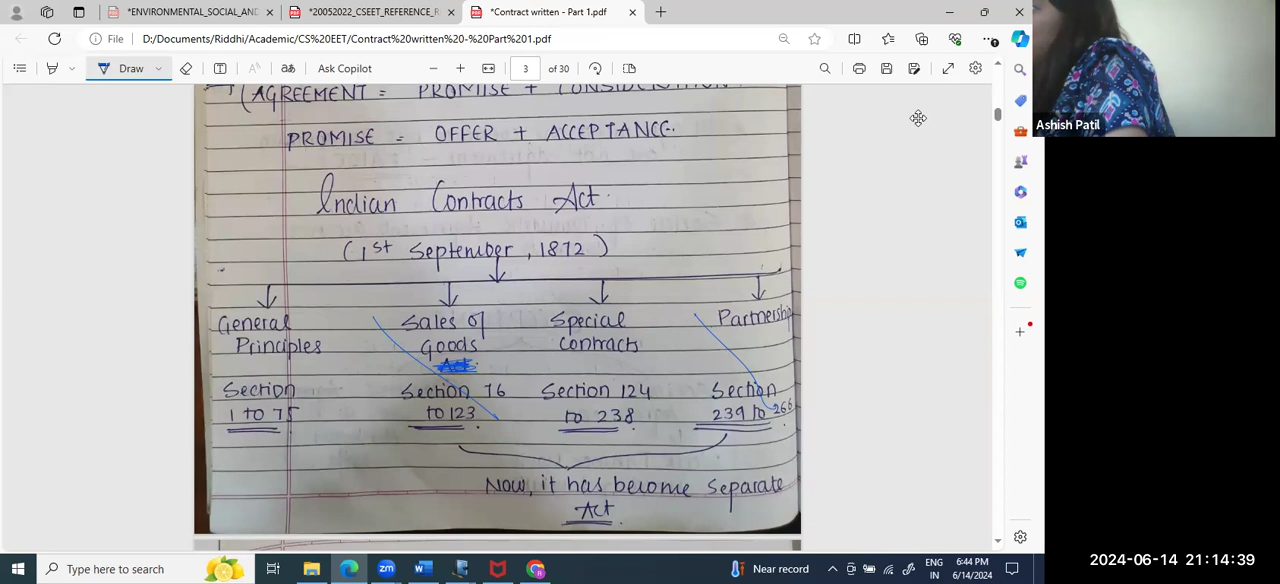 *ENVIRONMENTAL_SOCIAL_AND_
*20052022_CSEET_REFERENCE_R
*Contract written - Part 1.pdf
File
D:/Documents/Riddhi/Academic/CS%20EET/Contract%20written%20-%20Part%201.pdf
Draw
Ask Copilot
3
of 30
(AGREEMENT = PROMISE + CONSIDERATION
PROMISE = OFFER + ACCEPTANCE.
Indian Contracts Act.
(1st September, 1872)
General Principles
Sales of Goods
Act.
Special Contracts
Partnership
Section 1 to 75
Section 76 to 123
Section 124 to 238.
Section 239 to 266.
Now, it has become Separate
Act.
Ashish Patil
Type here to search
Near record
ENG
IN
6:44 PM
6/14/2024
2024-06-14 21:14:39